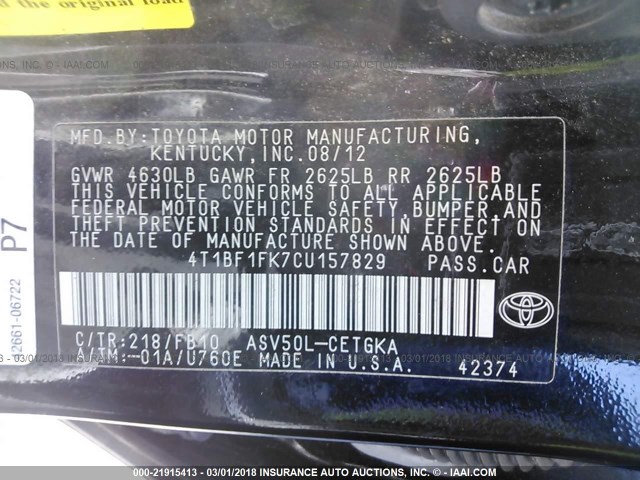 d the original load
MFD.BY:TOYOTA MOTOR MANUFACTURING,
KENTUCKY,INC.08/12
GVWR 4630LB GAWR FR 2625LB RR 2625LB
THIS VEHICLE CONFORMS TO ALL APPLICABLE
FEDERAL MOTOR VEHICLE SAFETY,BUMPER,AND
THEFT PREVENTION STANDARDS IN EFFECT ON
THE DATE OF MANUFACTURE SHOWN ABOVE.
4T1BF1FK7CU157829 PASS.CAR
P7
2661-06722
C/TR:218/FB10 ASV50L-CETGKA
01A/U760E MADE IN U.S.A.
42374
TOYOTA
000-21915413 - 03/01/2018 INSURANCE AUTO AUCTIONS INC.
WWW.IAAI.COM